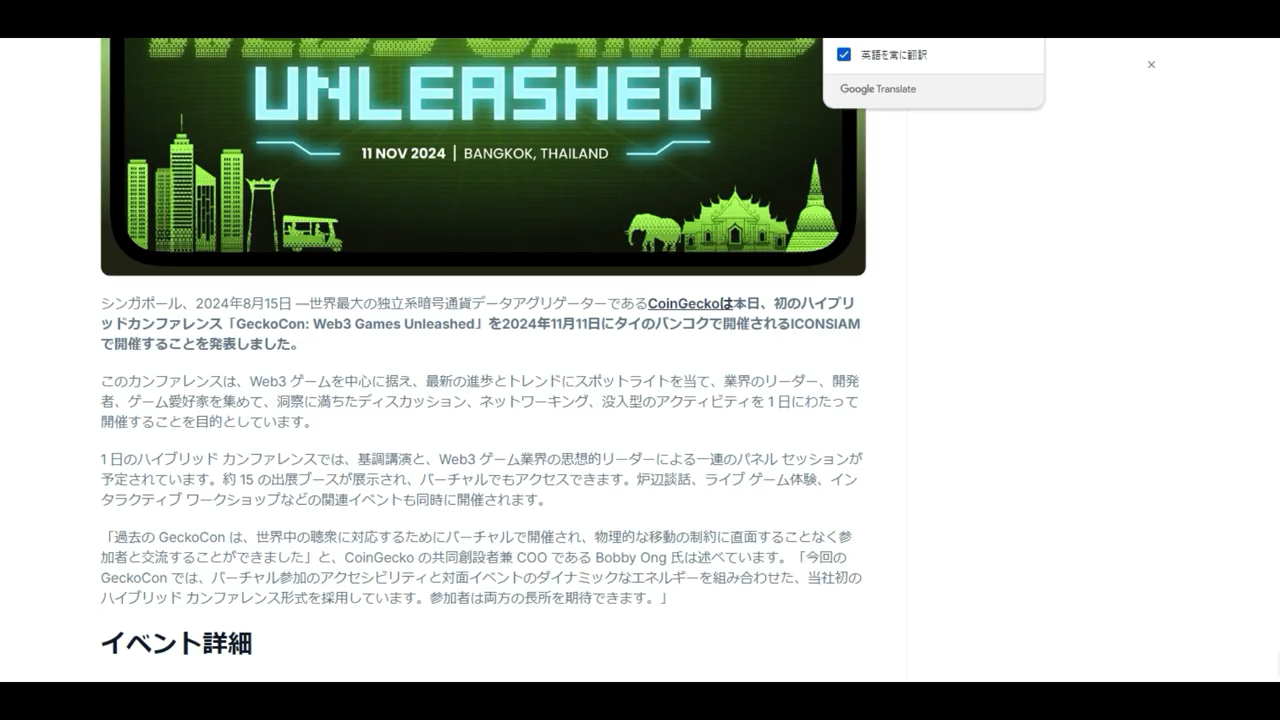 WEB3 GAMES
英語を常に翻訳
Google Translate
UNLEASHED
11 NOV 2024 | BANGKOK, THAILAND
シンガポール、2024年8月15日 —世界最大の独立系暗号通貨データアグリゲーターであるCoinGeckoは本日、初のハイブリ
ッドカンファレンス「GeckoCon: Web3 Games Unleashed」を2024年11月11日にタイのバンコクで開催されるICONSIAM
で開催することを発表しました。
このカンファレンスは、Web3 ゲームを中心に据え、最新の進歩とトレンドにスポットライトを当て、業界のリーダー、開発
者、ゲーム愛好家を集めて、洞察に満ちたディスカッション、ネットワーキング、没入型のアクティビティを 1 日にわたって
開催することを目的としています。
1 日のハイブリッド カンファレンスでは、基調講演と、Web3 ゲーム業界の思想的リーダーによる一連のパネル セッションが
予定されています。約 15 の出展ブースが展示され、バーチャルでもアクセスできます。炉辺談話、ライブ ゲーム体験、イン
タラクティブ ワークショップなどの関連イベントも同時に開催されます。
「過去の GeckoCon は、世界中の聴衆に対応するためにバーチャルで開催され、物理的な移動の制約に直面することなく参
加者と交流することができました」と、CoinGecko の共同創設者兼 COO である Bobby Ong 氏は述べています。「今回の
GeckoCon では、バーチャル参加のアクセシビリティと対面イベントのダイナミックなエネルギーを組み合わせた、当社初の
ハイブリッド カンファレンス形式を採用しています。参加者は両方の長所を期待できます。」
イベント詳細